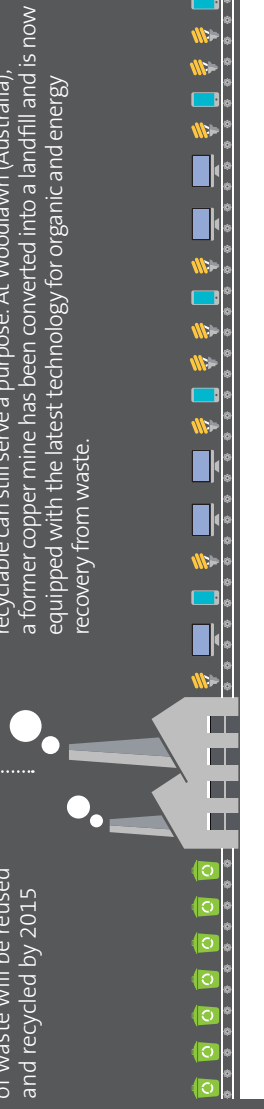 of waste will be reused
and recycled by 2015
recyclable can still serve a purpose. At Woodlawn (Australia),
a former copper mine has been converted into a landfill and is now
equipped with the latest technology for organic and energy
recovery from waste.